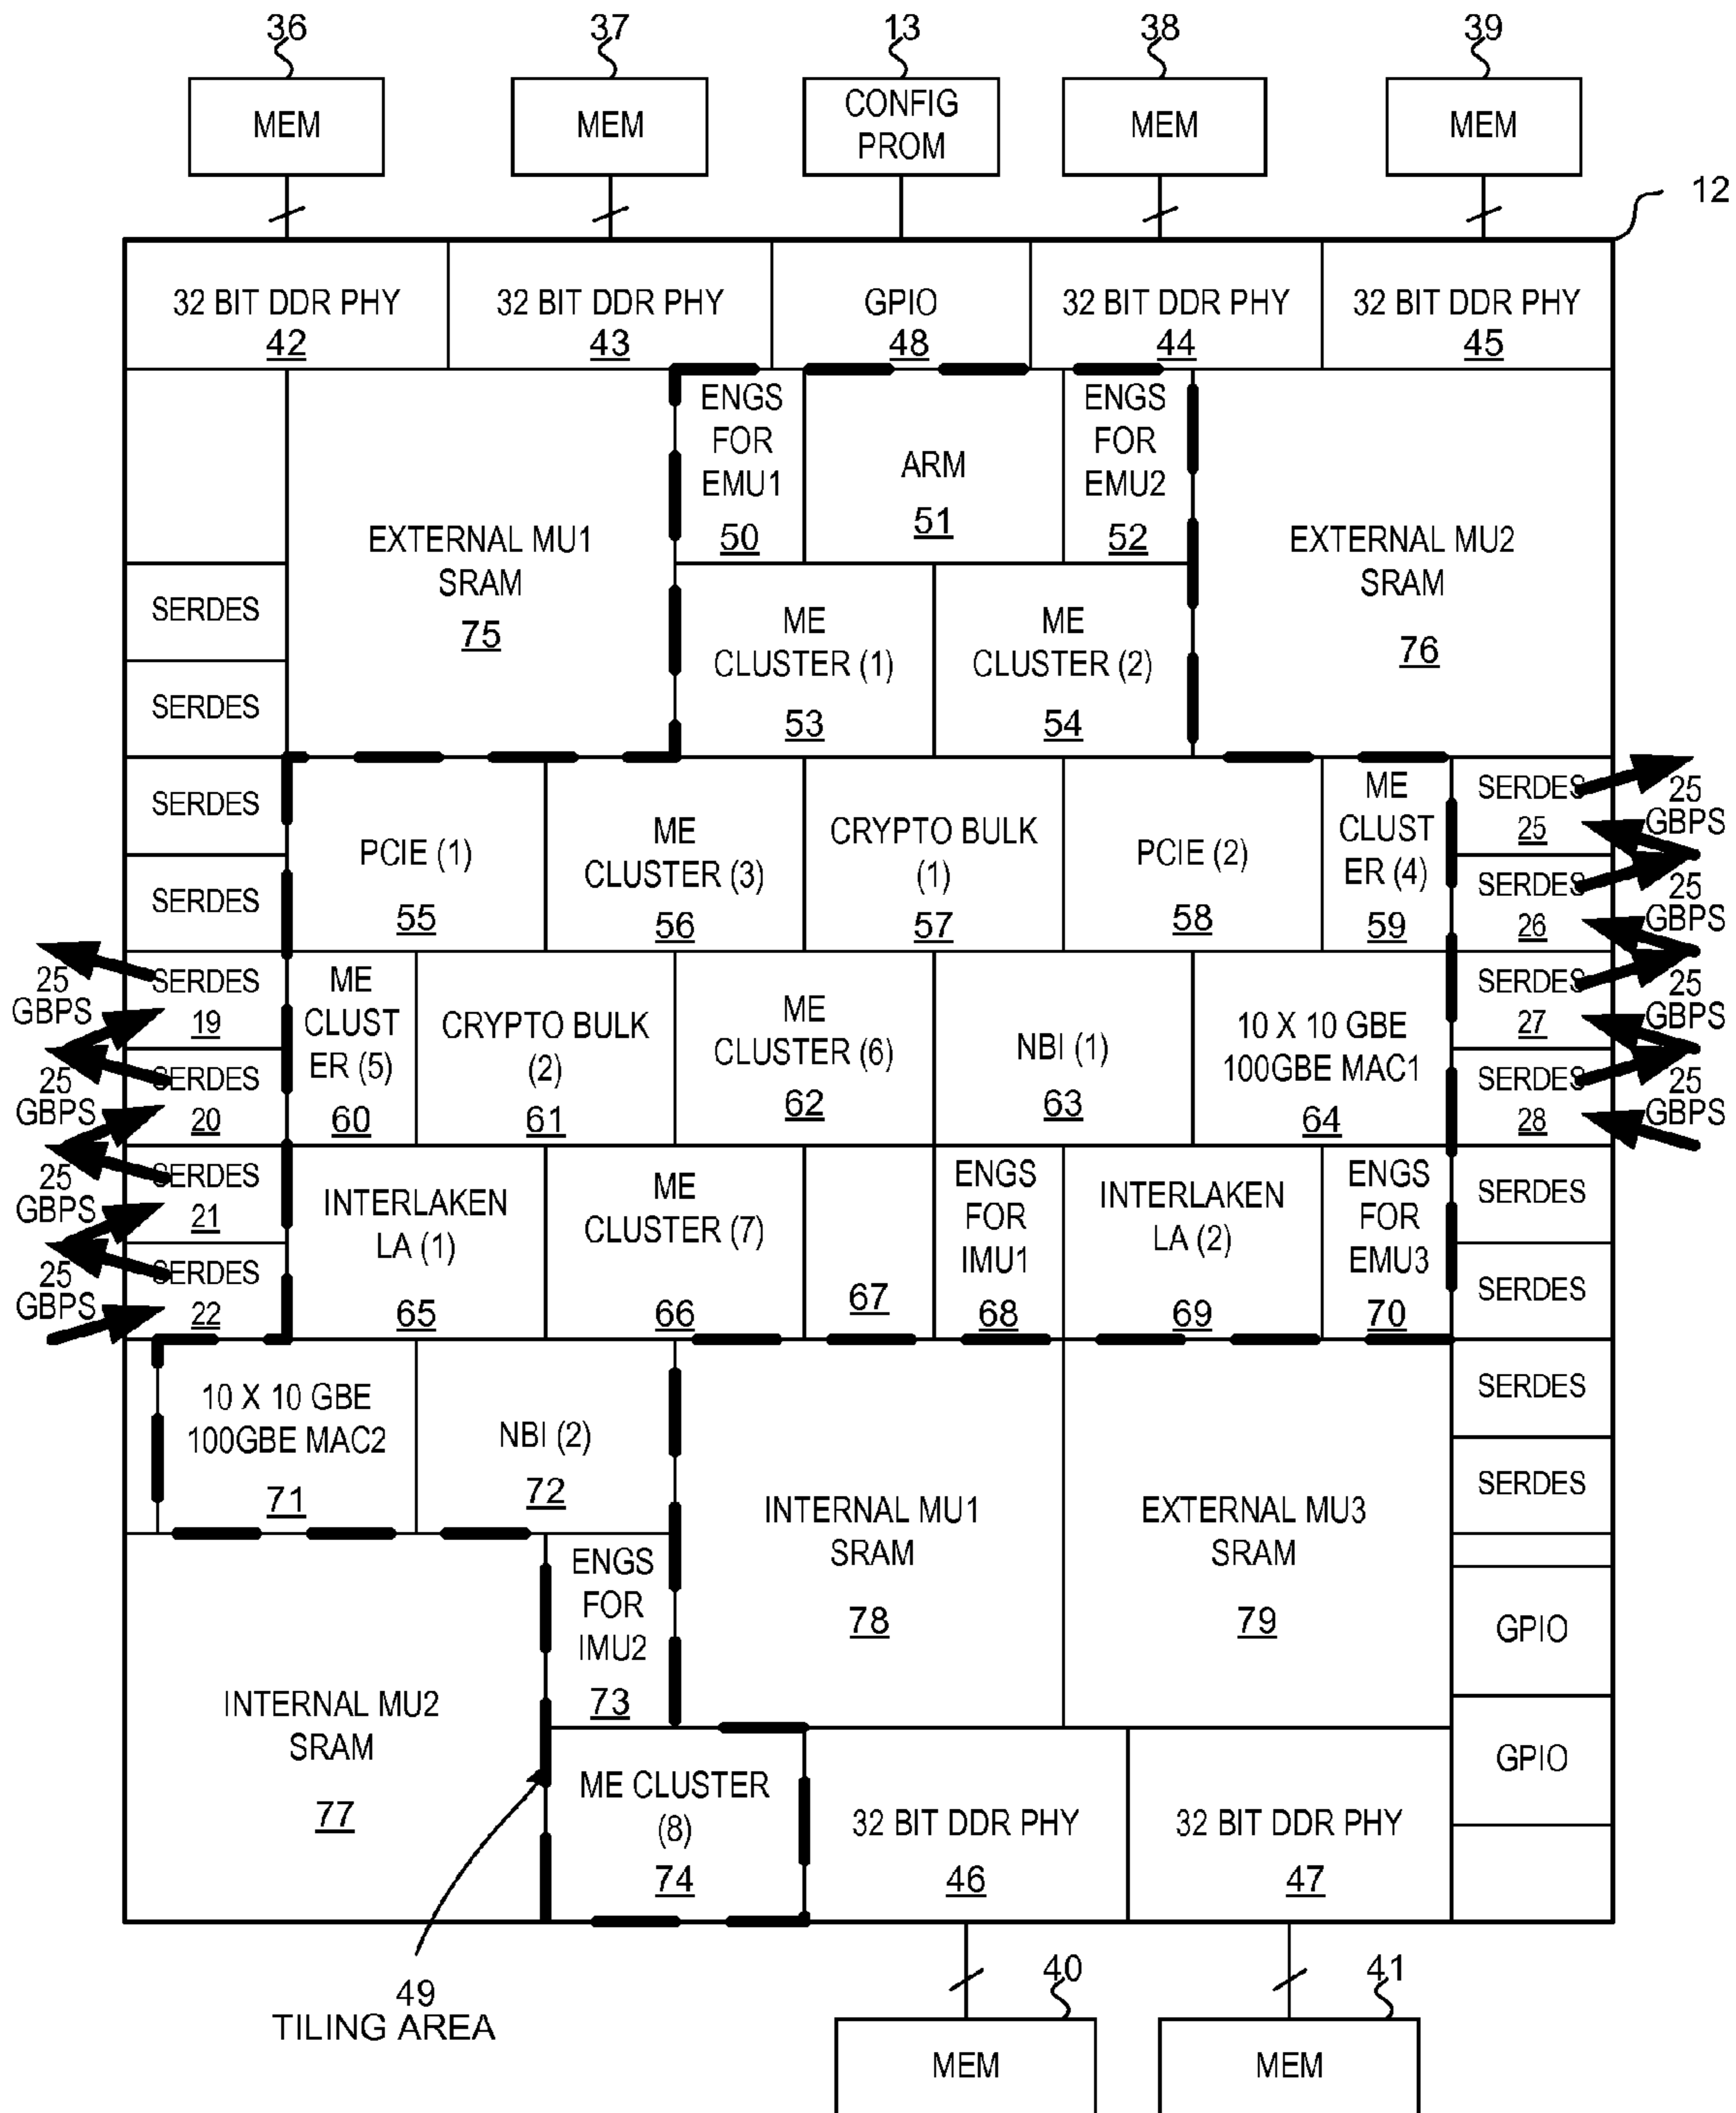 36
37
13
38
39
MEM
MEM
CONFIG
PROM
MEM
MEM
12
32 BIT DDR PHY
42
32 BIT DDR PHY
43
GPIO
48
32 BIT DDR PHY
44
32 BIT DDR PHY
45
EXTERNAL MU1
SRAM
75
ENGS
FOR
EMU1
50
ARM
51
ENGS
FOR
EMU2
52
EXTERNAL MU2
SRAM
76
SERDES
SERDES
ME
CLUSTER (1)
53
ME
CLUSTER (2)
54
SERDES
SERDES
PCIE (1)
55
ME
CLUSTER (3)
56
CRYPTO BULK
(1)
57
PCIE (2)
58
ME
CLUST
ER (4)
59
SERDES
25
25
GBPS
SERDES
26
25
GBPS
25
GBPS
SERDES
19
25
GBPS
SERDES
20
ME
CLUST
ER (5)
60
CRYPTO BULK
(2)
61
ME
CLUSTER (6)
62
NBI (1)
63
10 X 10 GBE
100GBE MAC1
64
SERDES
27
25
GBPS
SERDES
28
25
GBPS
25
GBPS
SERDES
21
25
GBPS
SERDES
22
INTERLAKEN
LA (1)
65
ME
CLUSTER (7)
66
67
ENGS
FOR
IMU1
68
INTERLAKEN
LA (2)
69
ENGS
FOR
EMU3
70
SERDES
SERDES
10 X 10 GBE
100GBE MAC2
71
NBI (2)
72
INTERNAL MU1
SRAM
78
EXTERNAL MU3
SRAM
79
SERDES
SERDES
INTERNAL MU2
SRAM
77
ENGS
FOR
IMU2
73
GPIO
GPIO
ME CLUSTER
(8)
74
32 BIT DDR PHY
46
32 BIT DDR PHY
47
49
TILING AREA
40
41
MEM
MEM